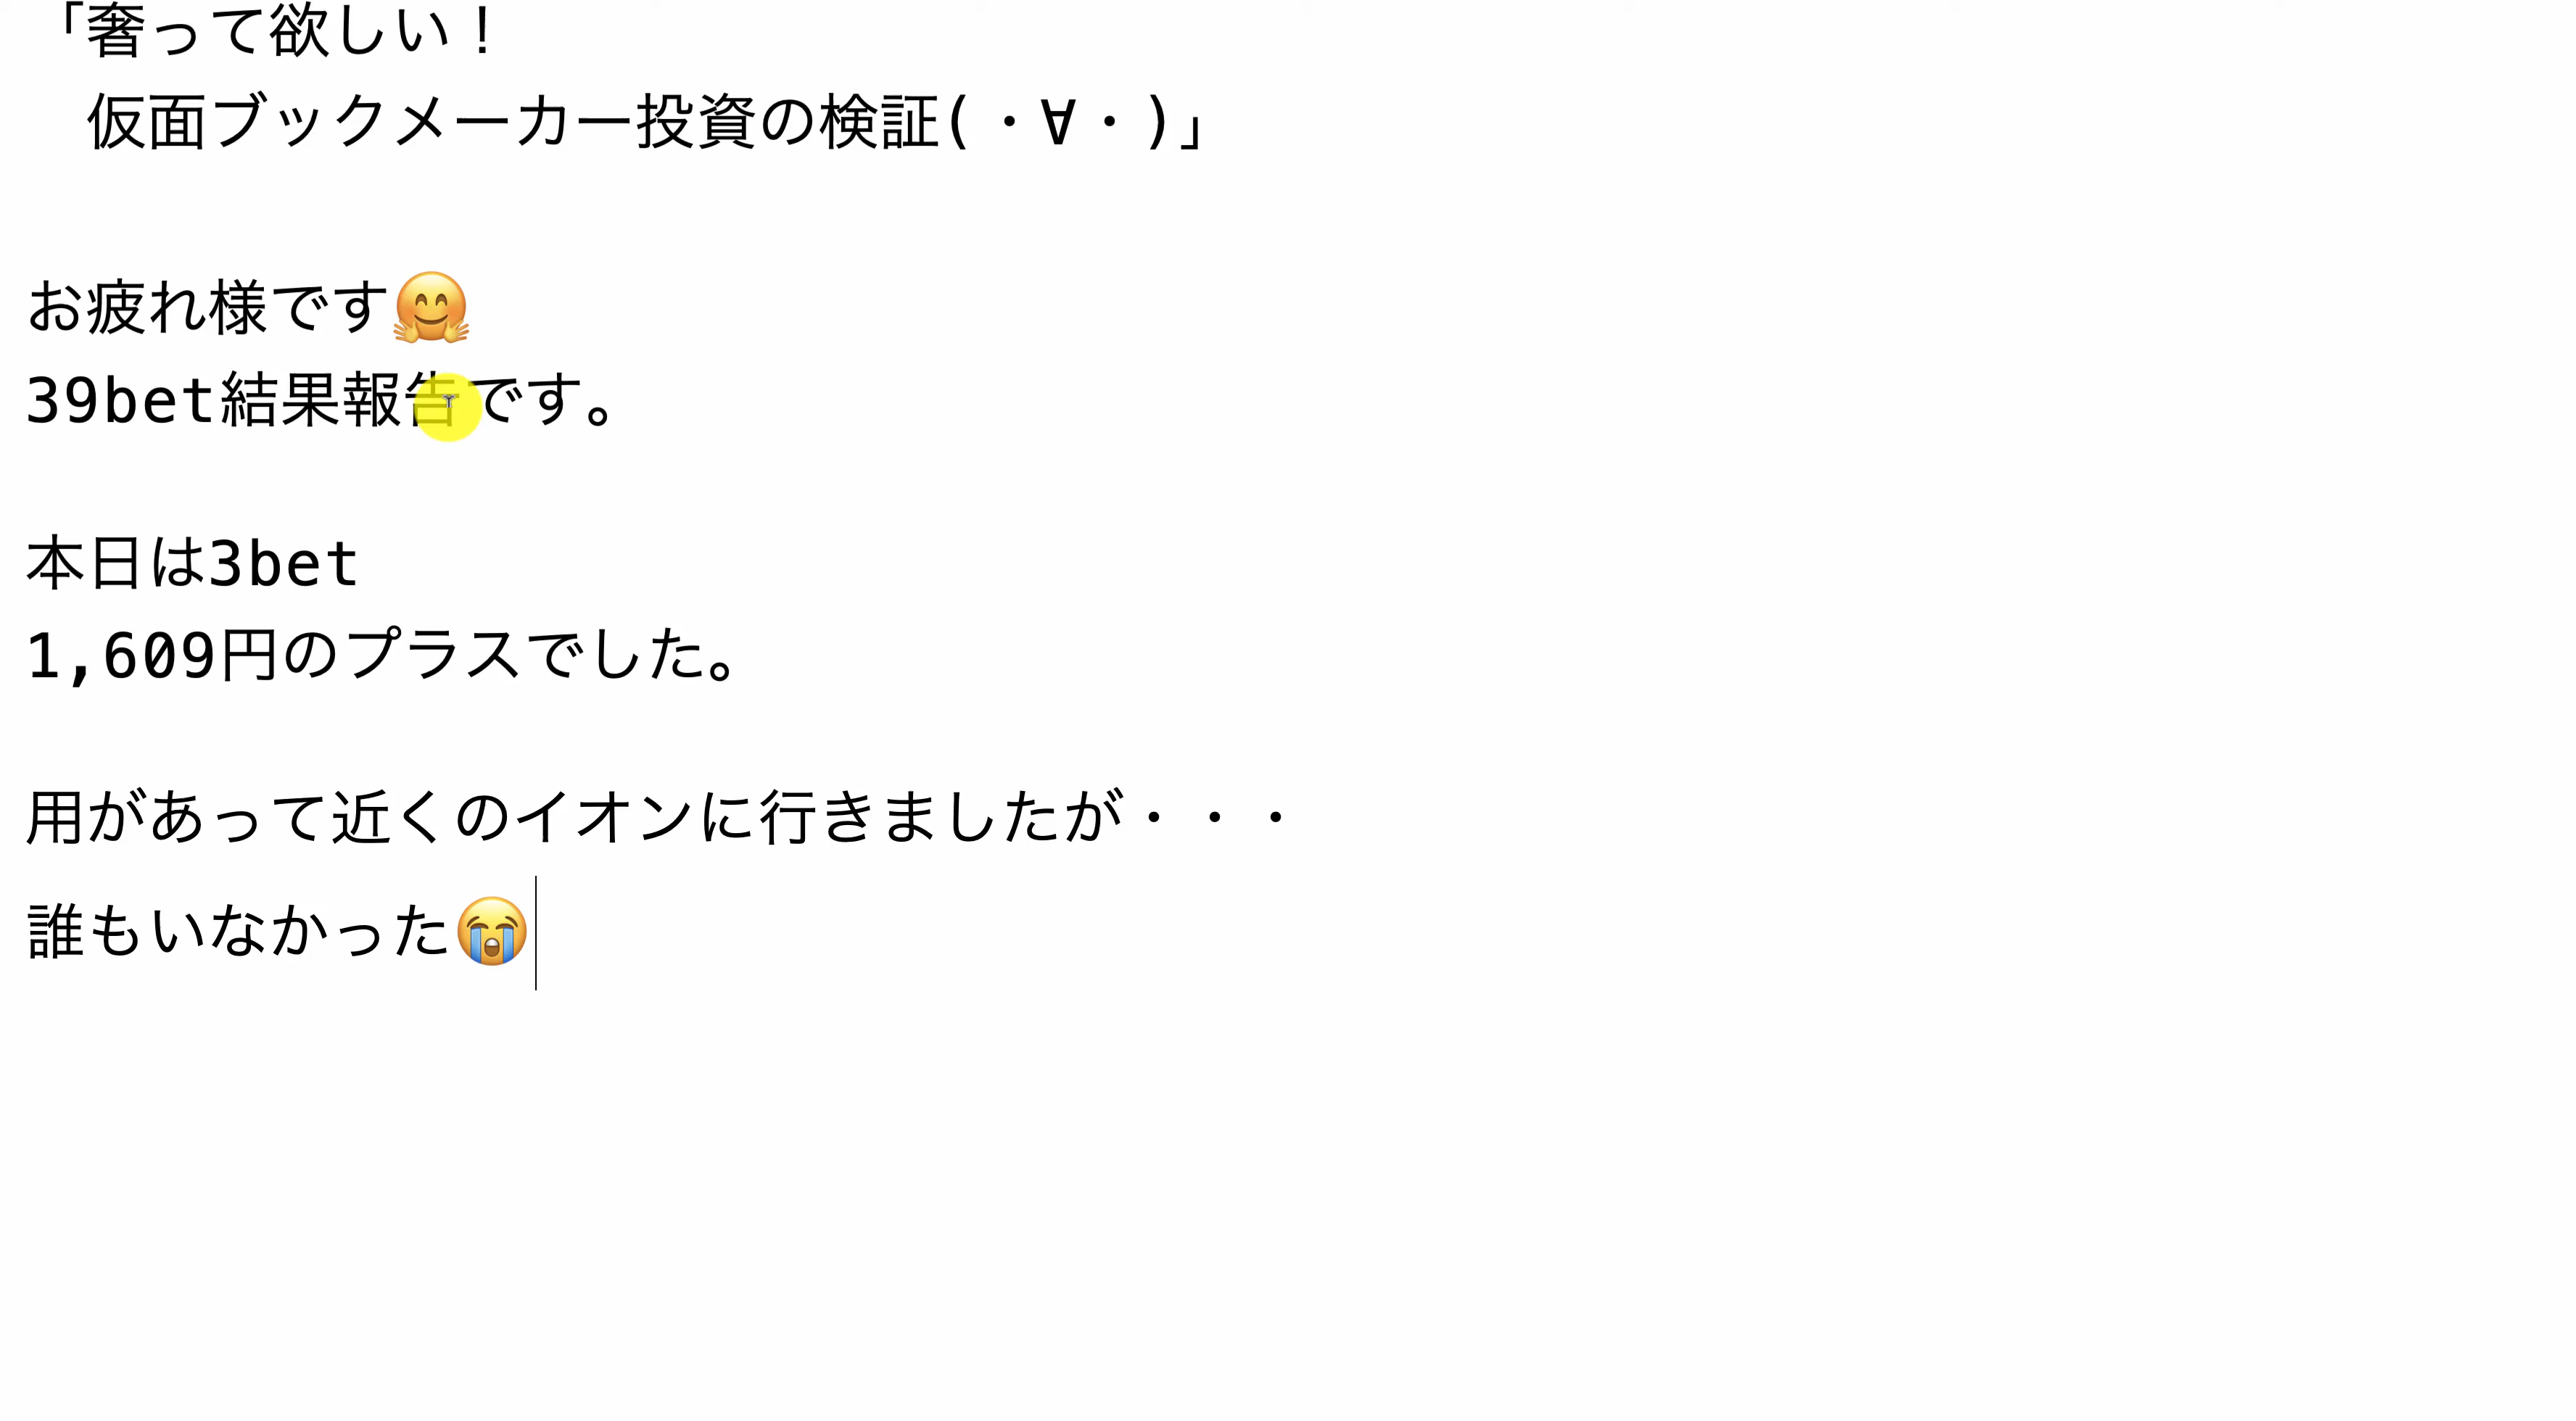 「奢って欲しい！
　仮面ブックメーカー投資の検証(・∀・)」
お疲れ様です🤗
39bet結果報告です。
本日は3bet
1,609円のプラスでした。
用があって近くのイオンに行きましたが・・・
誰もいなかった😭